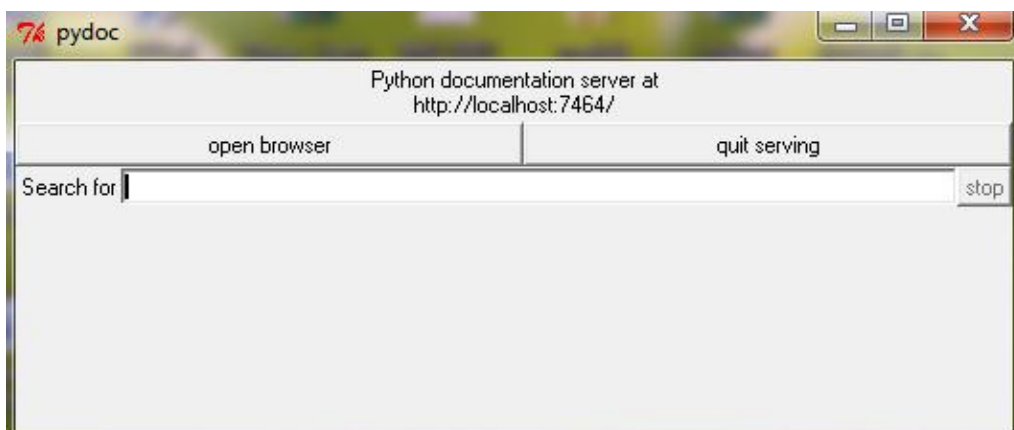 pydoc
Python documentation server at
http://localhost:7464/
open browser
quit serving
Search for
stop